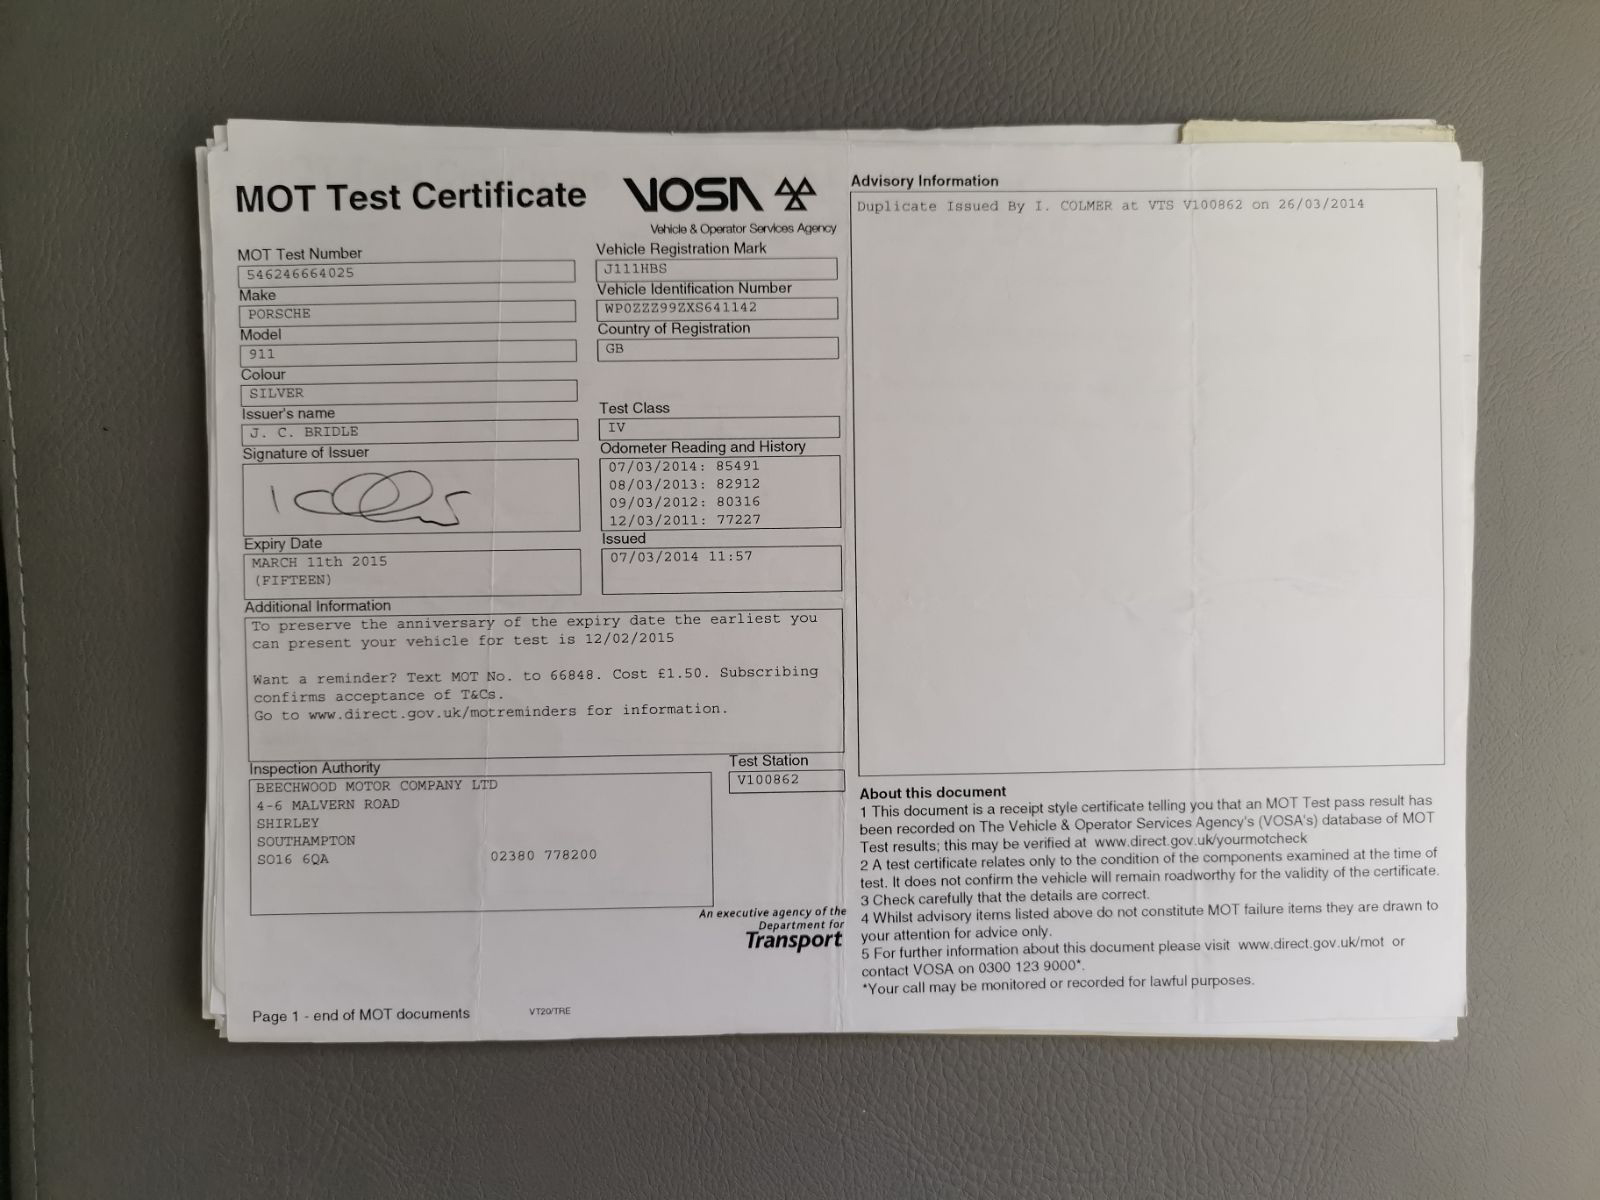 MOT Test Certificate
VOSA
Vehicle & Operator Services Agency
MOT Test Number
546246664025
Make
PORSCHE
Model
911
Colour
SILVER
Issuer's name
J. C. BRIDLE
Signature of Issuer
Expiry Date
MARCH 11th 2015
(FIFTEEN)
Vehicle Registration Mark
J111HBS
Vehicle Identification Number
WP0ZZZ99ZXS641142
Country of Registration
GB
Test Class
IV
Odometer Reading and History
07/03/2014: 85491
08/03/2013: 82912
09/03/2012: 80316
12/03/2011: 77227
Issued
07/03/2014 11:57
Additional Information
To preserve the anniversary of the expiry date the earliest you
can present your vehicle for test is 12/02/2015
Want a reminder? Text MOT No. to 66848. Cost £1.50. Subscribing
confirms acceptance of T&Cs.
Go to www.direct.gov.uk/motreminders for information.
Inspection Authority
BEECHWOOD MOTOR COMPANY LTD
4-6 MALVERN ROAD
SHIRLEY
SOUTHAMPTON
SO16 6QA 02380 778200
Test Station
V100862
An executive agency of the
Department for
Transport
Page 1 - end of MOT documents
VT20/TRE
Advisory Information
Duplicate Issued By I. COLMER at VTS V100862 on 26/03/2014
About this document
1 This document is a receipt style certificate telling you that an MOT Test pass result has
been recorded on The Vehicle & Operator Services Agency's (VOSA's) database of MOT
Test results; this may be verified at www.direct.gov.uk/yourmotcheck
2 A test certificate relates only to the condition of the components examined at the time of
test. It does not confirm the vehicle will remain roadworthy for the validity of the certificate.
3 Check carefully that the details are correct.
4 Whilst advisory items listed above do not constitute MOT failure items they are drawn to
your attention for advice only.
5 For further information about this document please visit www.direct.gov.uk/mot or
contact VOSA on 0300 123 9000*.
*Your call may be monitored or recorded for lawful purposes.